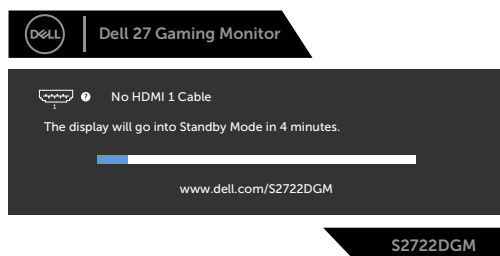 DELL
Dell 27 Gaming Monitor
? No HDMI 1 Cable
1
The display will go into Standby Mode in 4 minutes.
www.dell.com/S2722DGM
S2722DGM